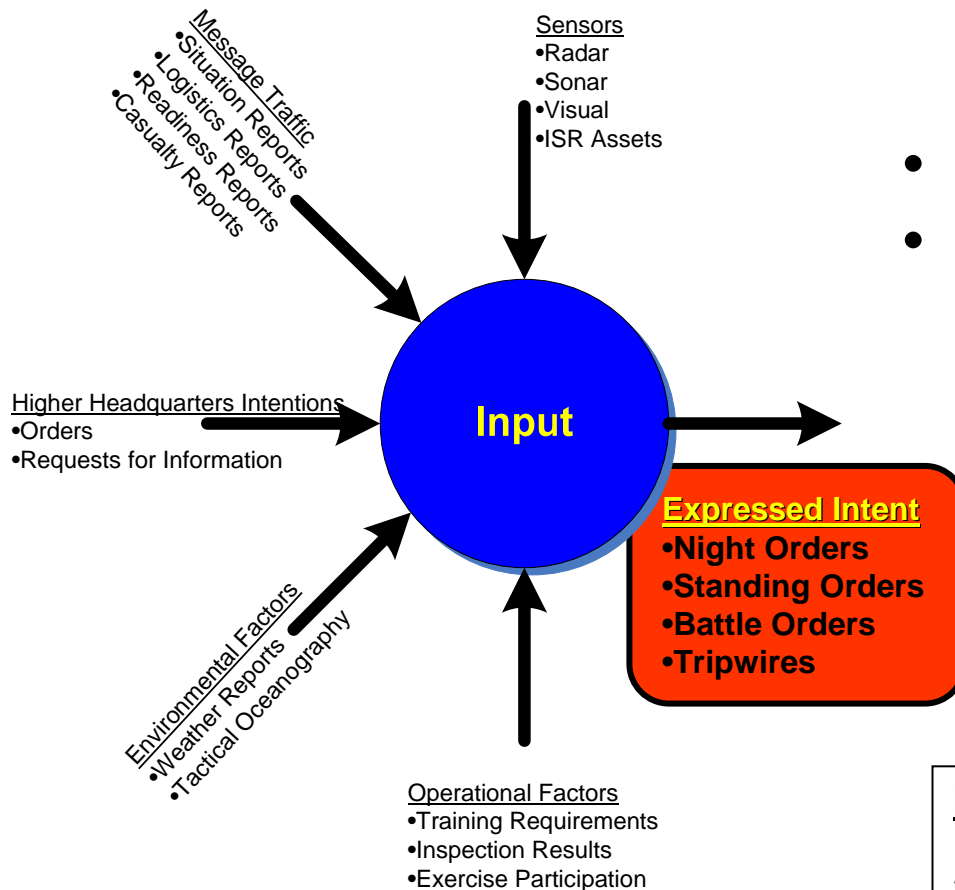 Message Traffic
•Situation Reports
•Logistics Reports
•Readiness Reports
•Casualty Reports
Sensors
•Radar
•Sonar
•Visual
•ISR Assets
•
•
Higher Headquarters Intentions
•Orders
•Requests for Information
Input
Expressed Intent
•Night Orders
•Standing Orders
•Battle Orders
•Tripwires
Environmental Factors
•Weather Reports
•Tactical Oceanography
Operational Factors
•Training Requirements
•Inspection Results
•Exercise Participation